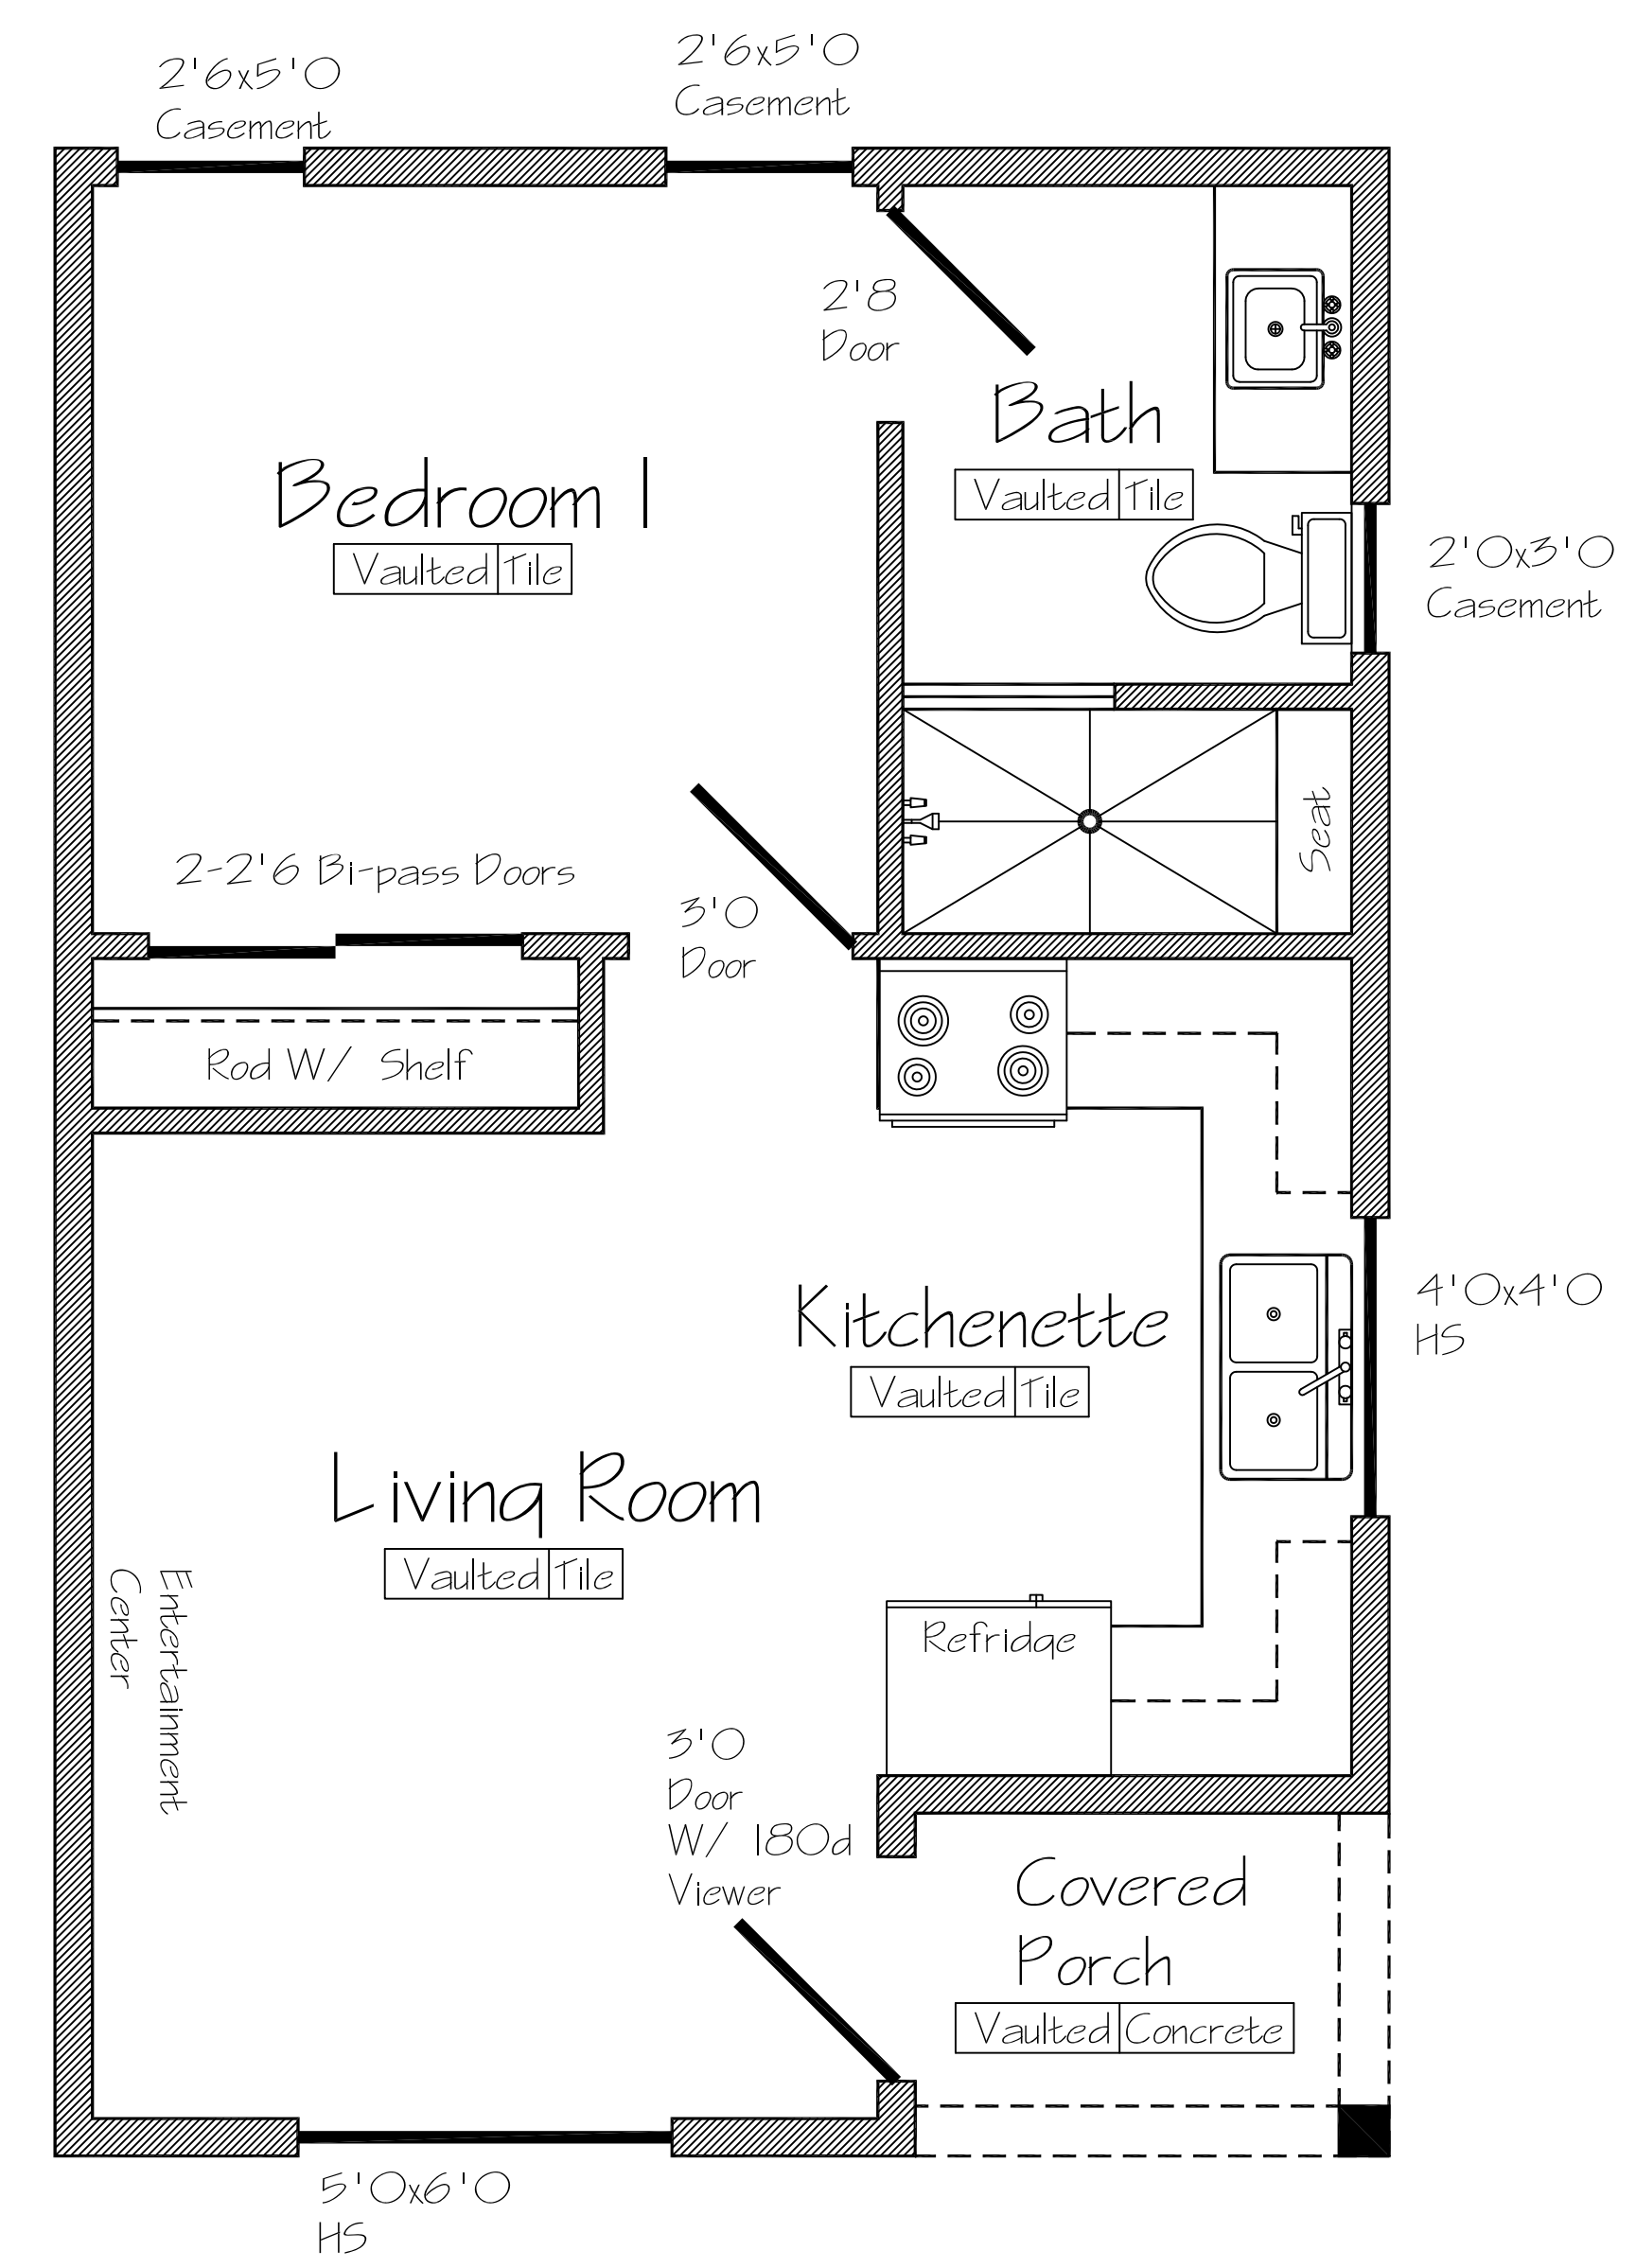 2'6x5'0
Casement
2'6x5'0
Casement
2'8
Door
Bath
Vaulted Tile
Bedroom 1
Vaulted Tile
2'0x3'0
Casement
Seat
2-2'6 Bi-pass Doors
3'0
Door
Rod W/ Shelf
Kitchenette
Vaulted Tile
4'0x4'0
HS
Living Room
Vaulted Tile
Entertainment
Center
Refridge
3'0
Door
W/ 180d
Viewer
Covered
Porch
Vaulted Concrete
5'0x6'0
HS